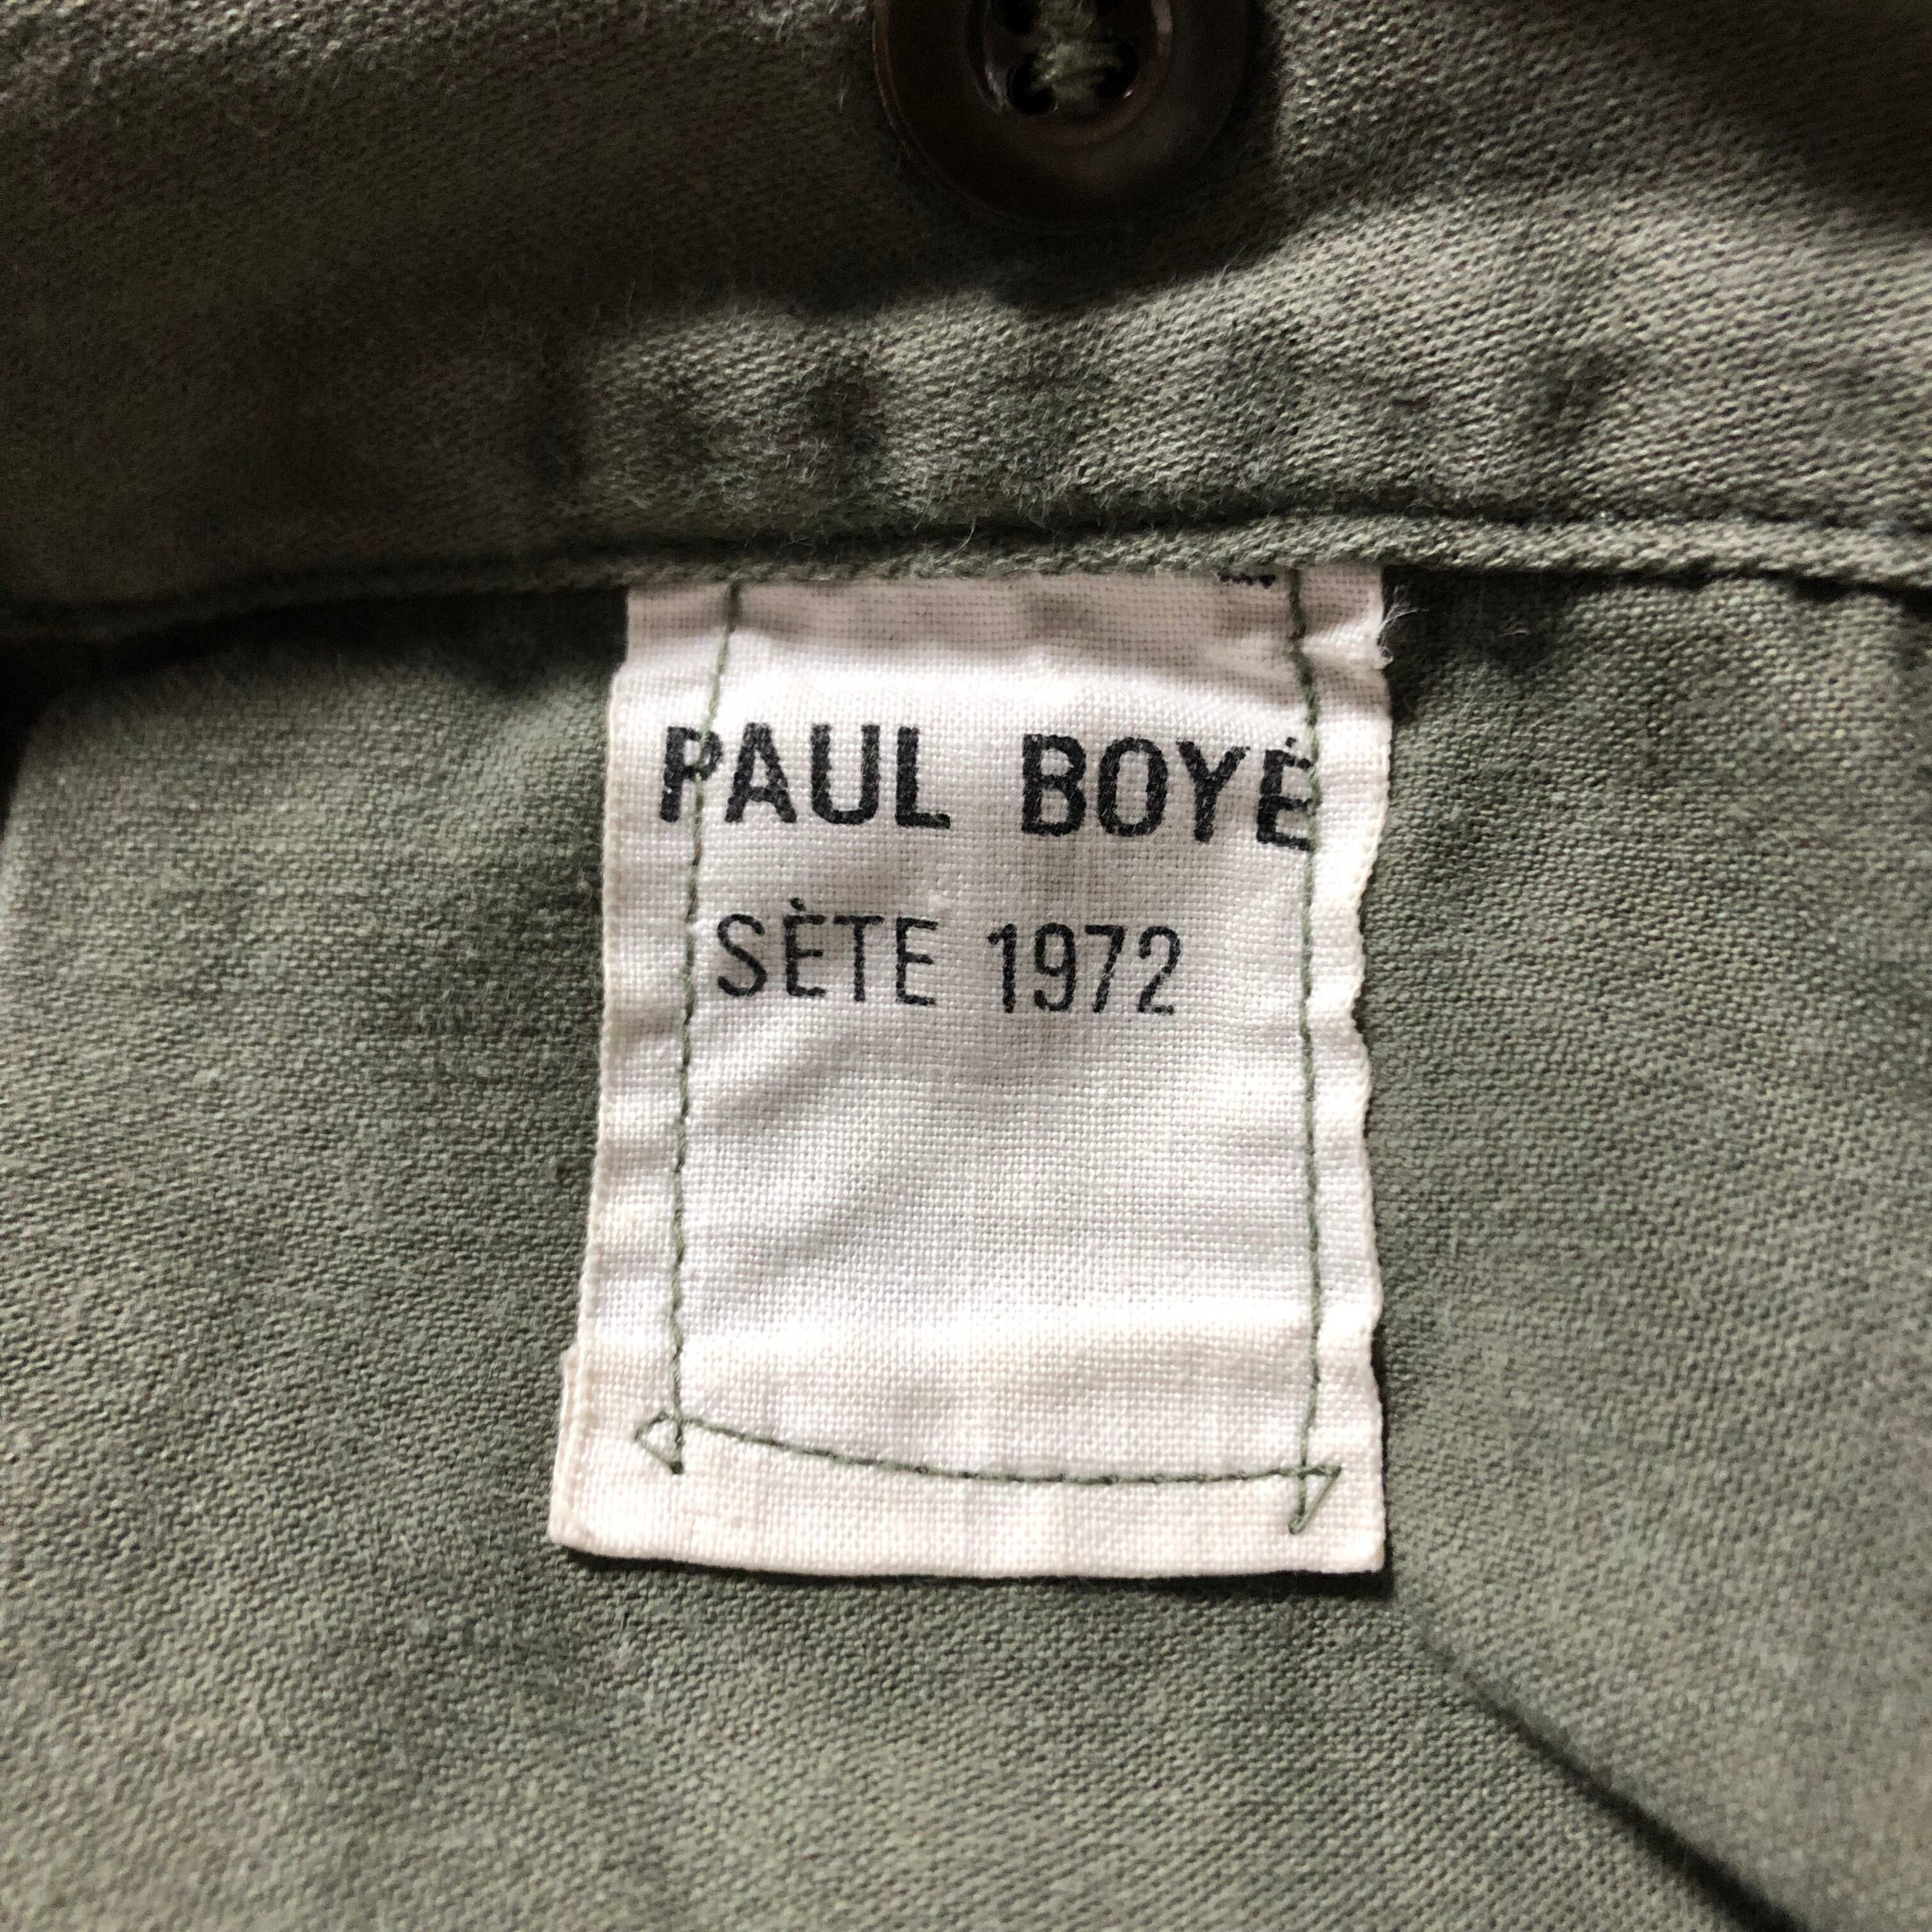 PAUL BOYÉ
SÈTE 1972